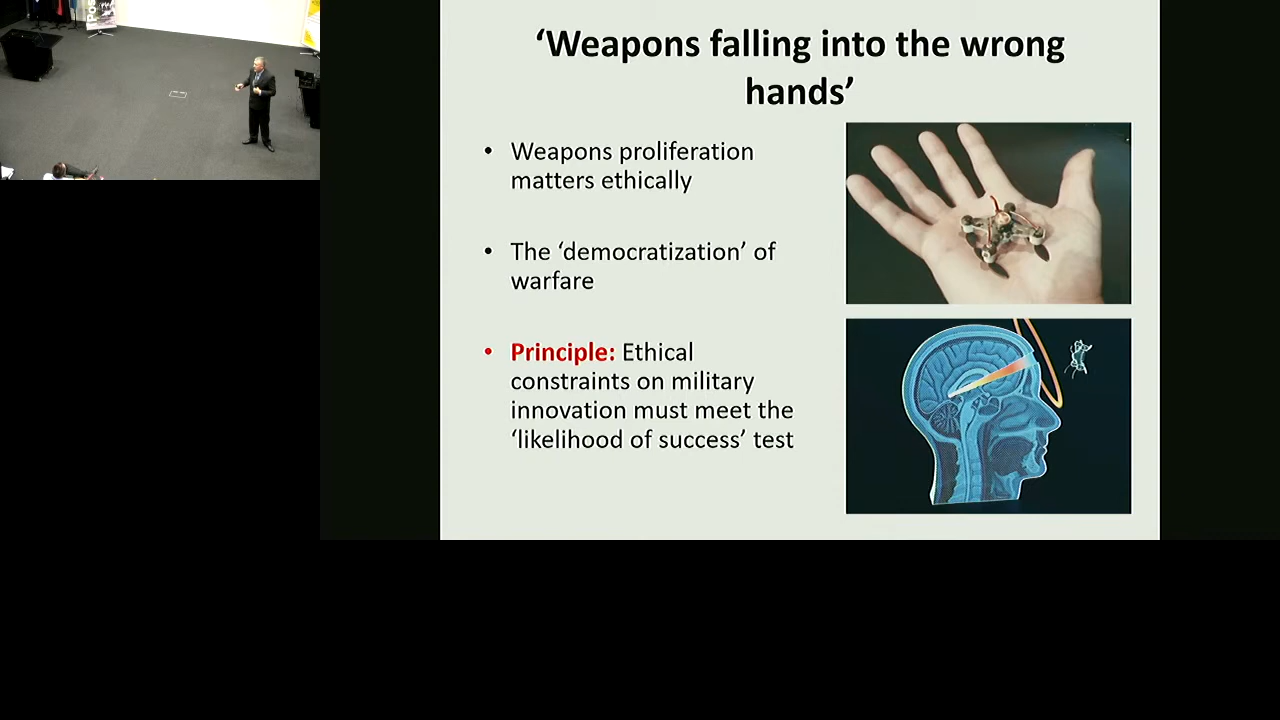 ‘Weapons falling into the wrong
hands’
• Weapons proliferation
matters ethically
• The ‘democratization’ of
warfare
• Principle: Ethical
constraints on military
innovation must meet the
‘likelihood of success’ test